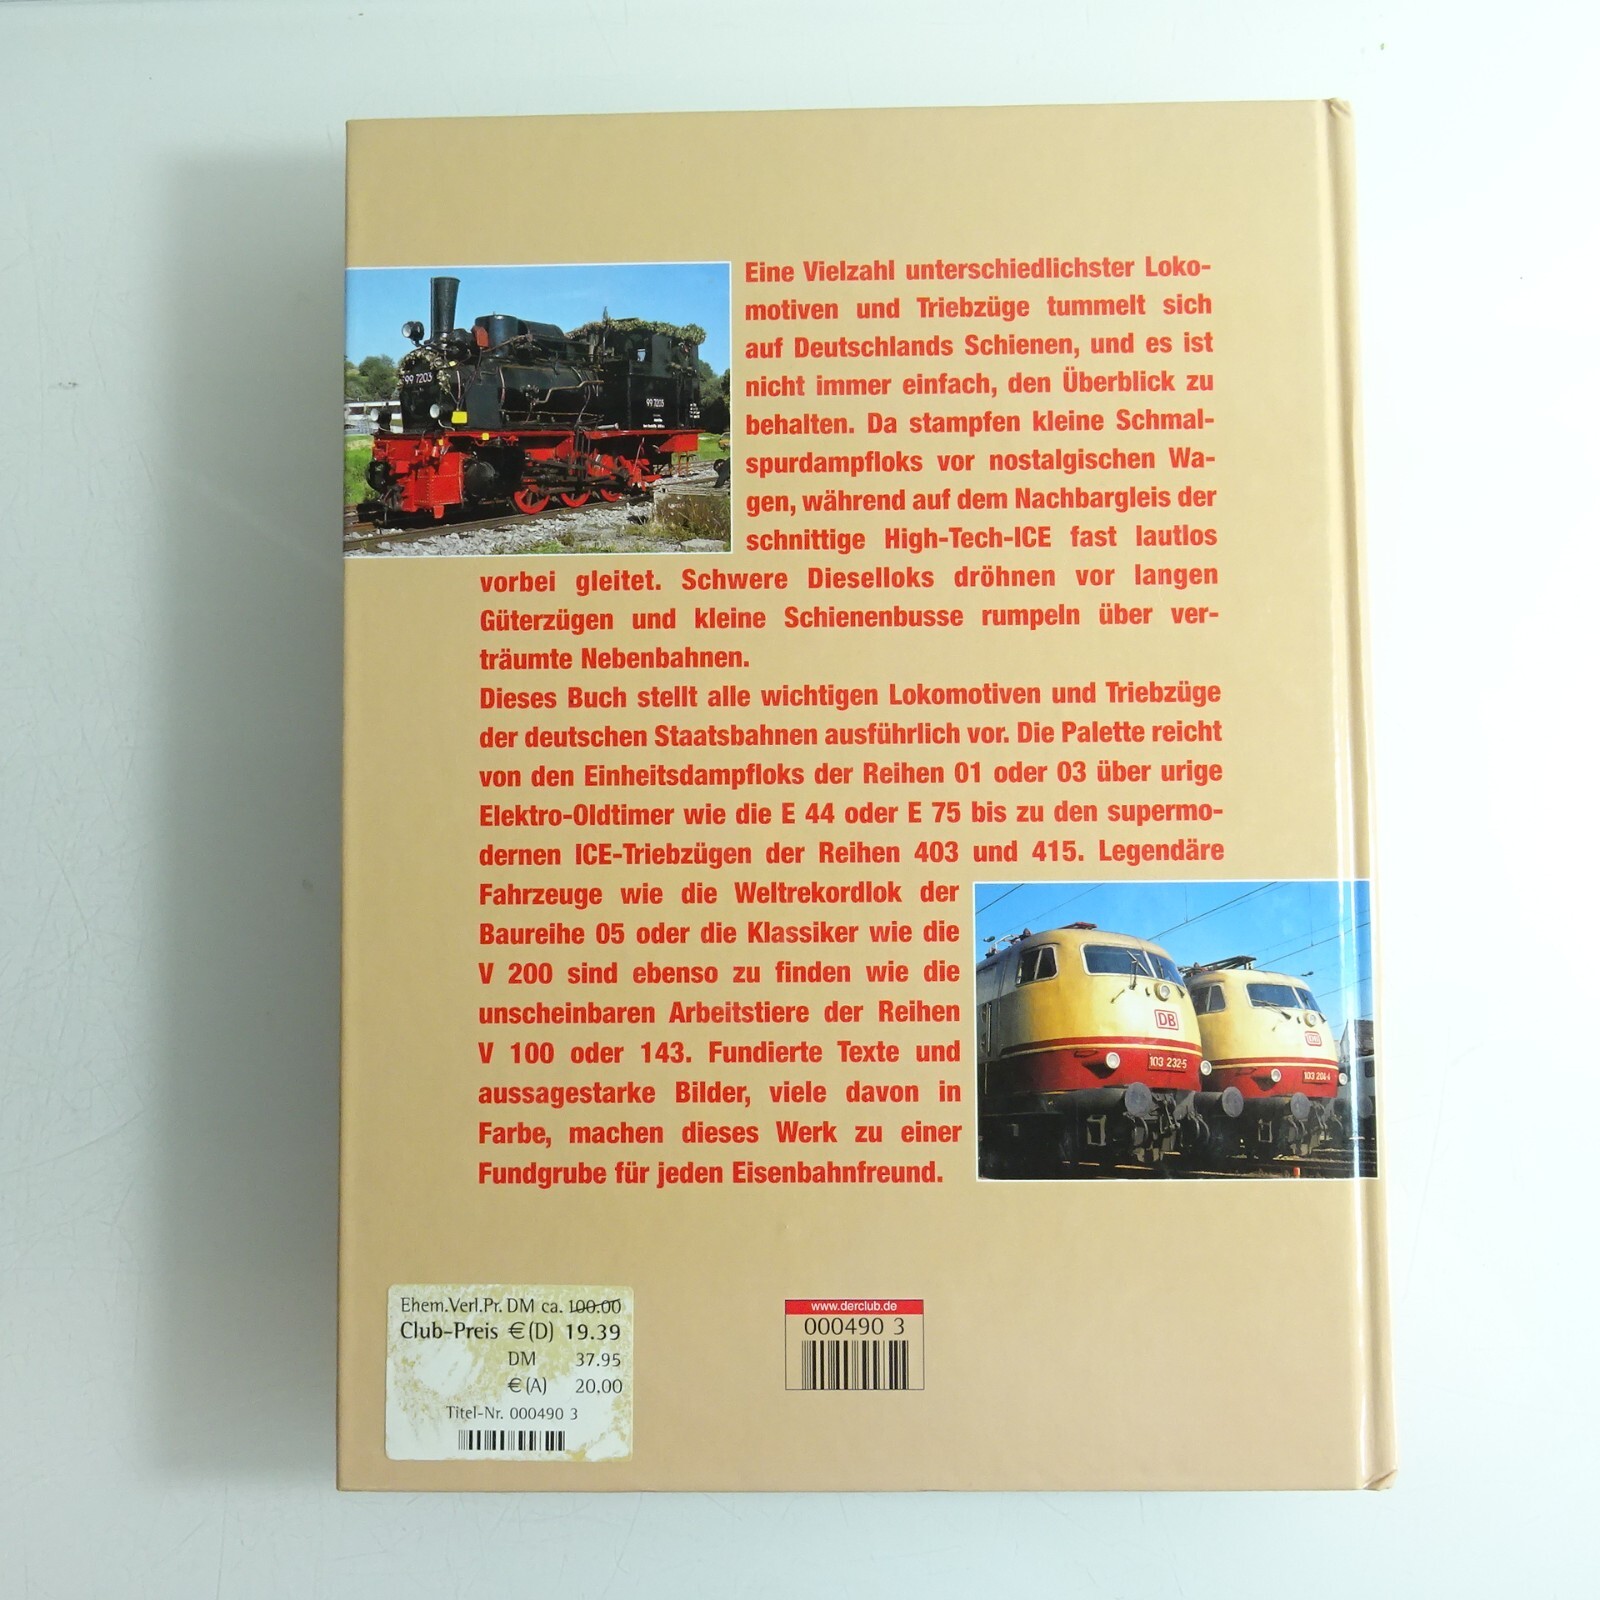 Eine Vielzahl unterschiedlichster Loko-
motiven und Triebzüge tummelt sich
auf Deutschlands Schienen, und es ist
nicht immer einfach, den Überblick zu
behalten. Da stampfen kleine Schmal-
spurdampfloks vor nostalgischen Wa-
gen, während auf dem Nachbargleis der
schnittige High-Tech-ICE fast lautlos
vorbei gleitet. Schwere Dieselloks dröhnen vor langen
Güterzügen und kleine Schienenbusse rumpeln über ver-
träumte Nebenbahnen.
Dieses Buch stellt alle wichtigen Lokomotiven und Triebzüge
der deutschen Staatsbahnen ausführlich vor. Die Palette reicht
von den Einheitsdampfloks der Reihen 01 oder 03 über urige
Elektro-Oldtimer wie die E 44 oder E 75 bis zu den supermo-
dernen ICE-Triebzügen der Reihen 403 und 415. Legendäre
Fahrzeuge wie die Weltrekordlok der
Baureihe 05 oder die Klassiker wie die
V 200 sind ebenso zu finden wie die
unscheinbaren Arbeitstiere der Reihen
V 100 oder 143. Fundierte Texte und
aussagestarke Bilder, viele davon in
Farbe, machen dieses Werk zu einer
Fundgrube für jeden Eisenbahnfreund.
99 7203
99 7203
DB
103 232-5
DB
103 204-4
Ehem.Verl.Pr. DM ca. 100.00
Club-Preis € (D) 19.39
DM 37.95
€ (A) 20.00
Titel-Nr. 000490 3
www.derclub.de
000490 3